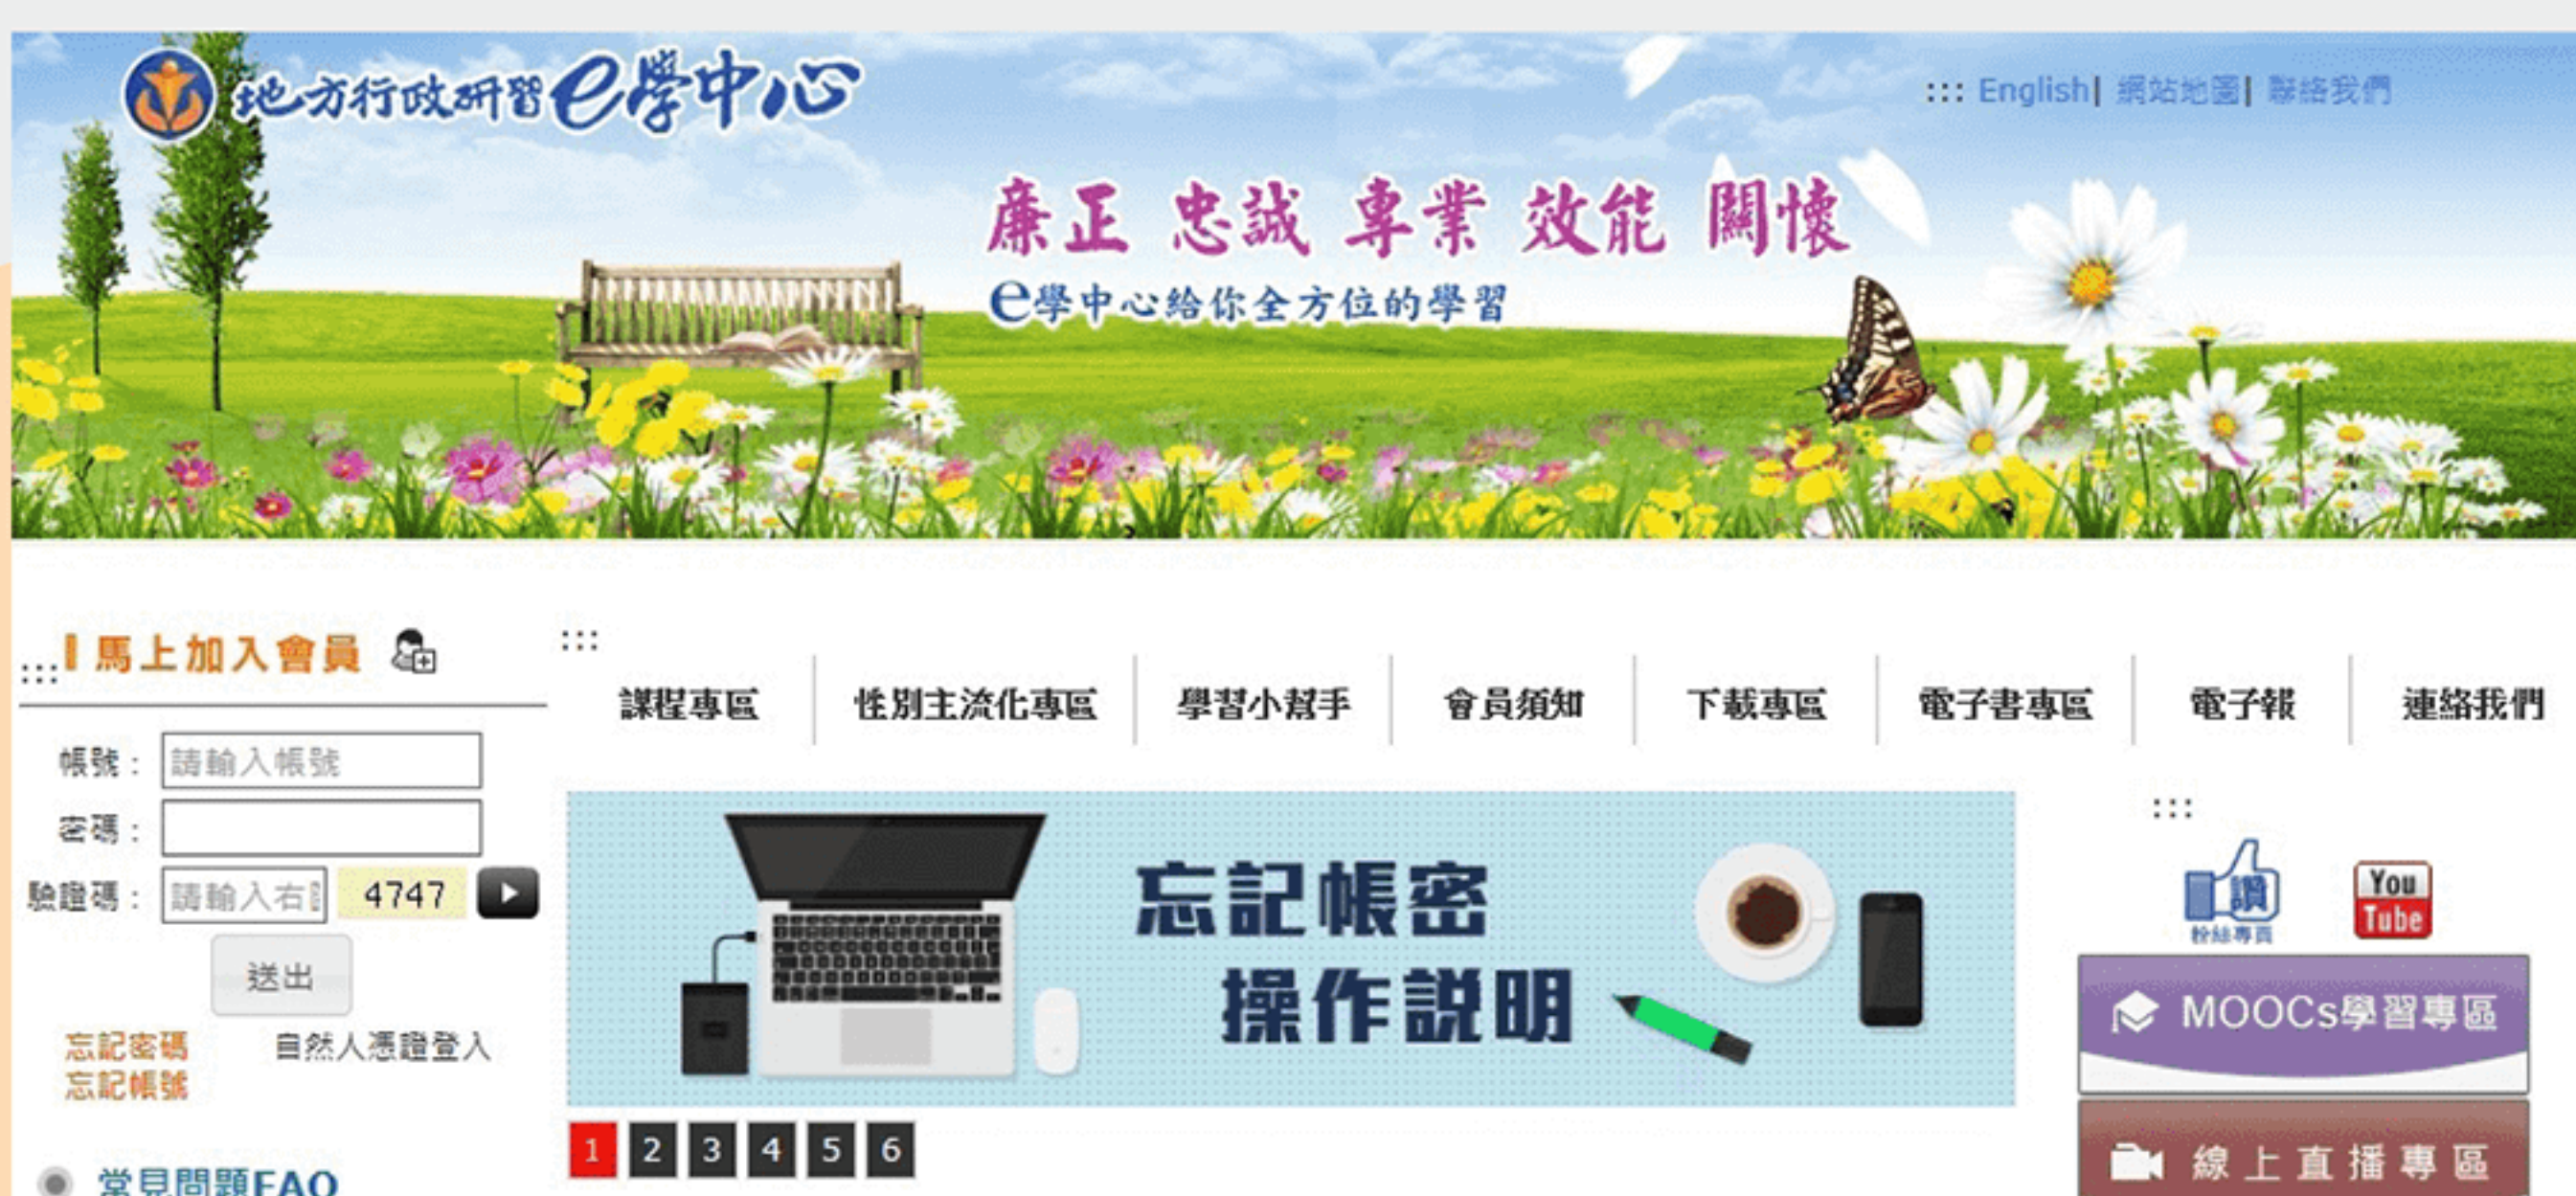 地方行政研習e學中心
::: English| 網站地圖| 聯絡我們
廉正 忠誠 專業 效能 關懷
e學中心給你全方位的學習
:::
馬上加入會員
帳號：
請輸入帳號
密碼：
驗證碼：
請輸入右
4747
送出
忘記密碼
自然人憑證登入
忘記帳號
常見問題FAQ
:::
課程專區
性別主流化專區
學習小幫手
會員須知
下載專區
電子書專區
電子報
連絡我們
忘記帳密
操作說明
1 2 3 4 5 6
:::
讚
粉絲專頁
You
Tube
MOOCs學習專區
線上直播專區